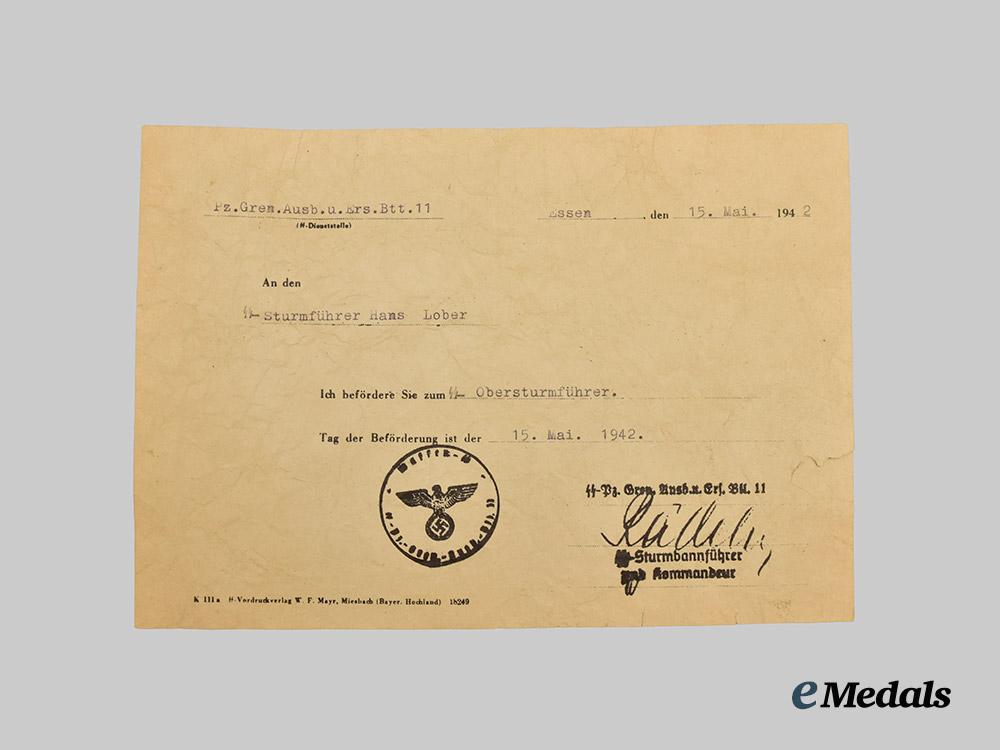 Pz.Gren.Ausb.u.Ers.Btt.11 Essen , den 15. Mai. 1942
(ᛋᛋ-Dienststelle)
An den
ᛋᛋ-Sturmführer Hans Lober
Ich befördere Sie zum ᛋᛋ- Obersturmführer.
Tag der Beförderung ist der 15. Mai. 1942.
Waffen-ᛋᛋ
ᛋᛋ-Pz. Gren. Ausb.u. Ers. Btl. 11
ᛋᛋ-Sturmbannführer
und Kommandeur
K 111a ᛋᛋ-Vordruckverlag W. F. Mayr, Miesbach (Bayer. Hochland) 18249
eMedals